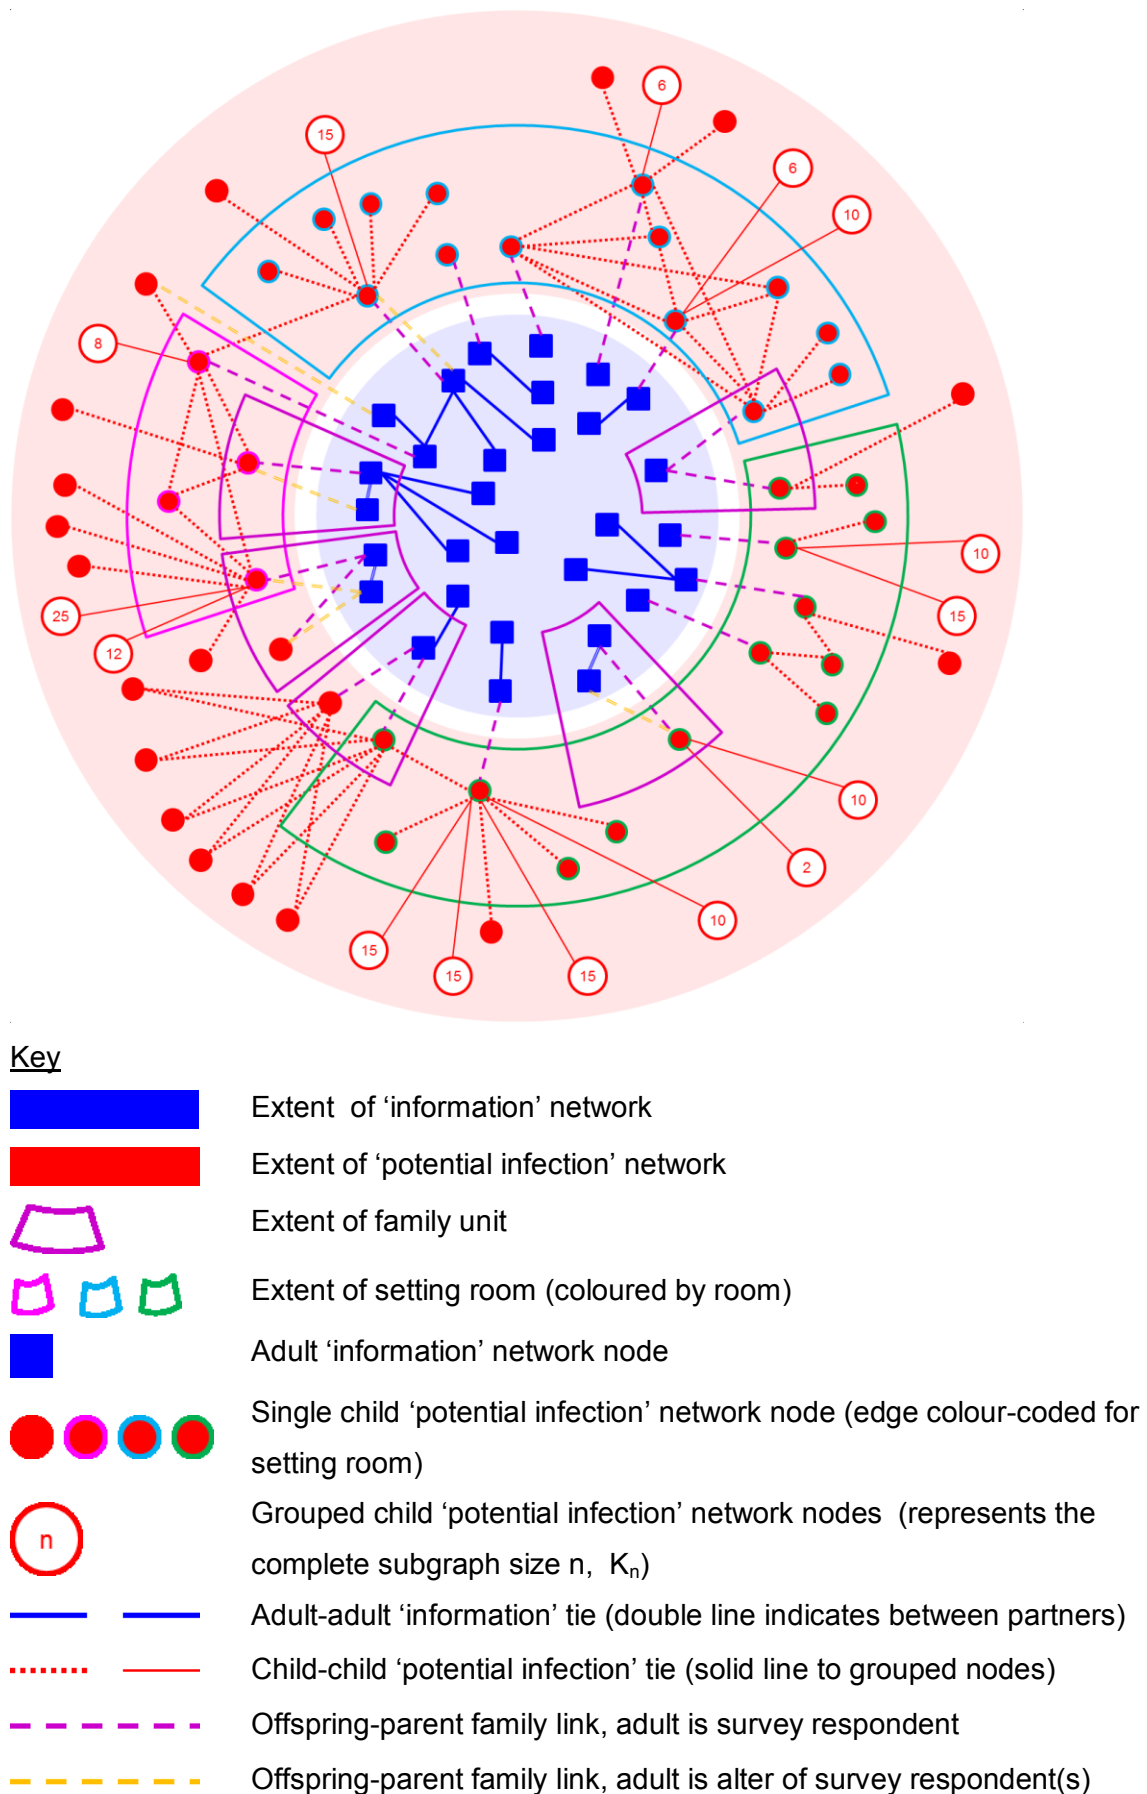 6
15
6
10
8
10
15
25
12
10
2
10
15
15
15
Key
Extent of ‘information’ network
Extent of ‘potential infection’ network
Extent of family unit
Extent of setting room (coloured by room)
Adult ‘information’ network node
Single child ‘potential infection’ network node (edge colour-coded for
setting room)
Grouped child ‘potential infection’ network nodes (represents the
n
complete subgraph size n, Kn)
Adult-adult ‘information’ tie (double line indicates between partners)
Child-child ‘potential infection’ tie (solid line to grouped nodes)
Offspring-parent family link, adult is survey respondent
Offspring-parent family link, adult is alter of survey respondent(s)